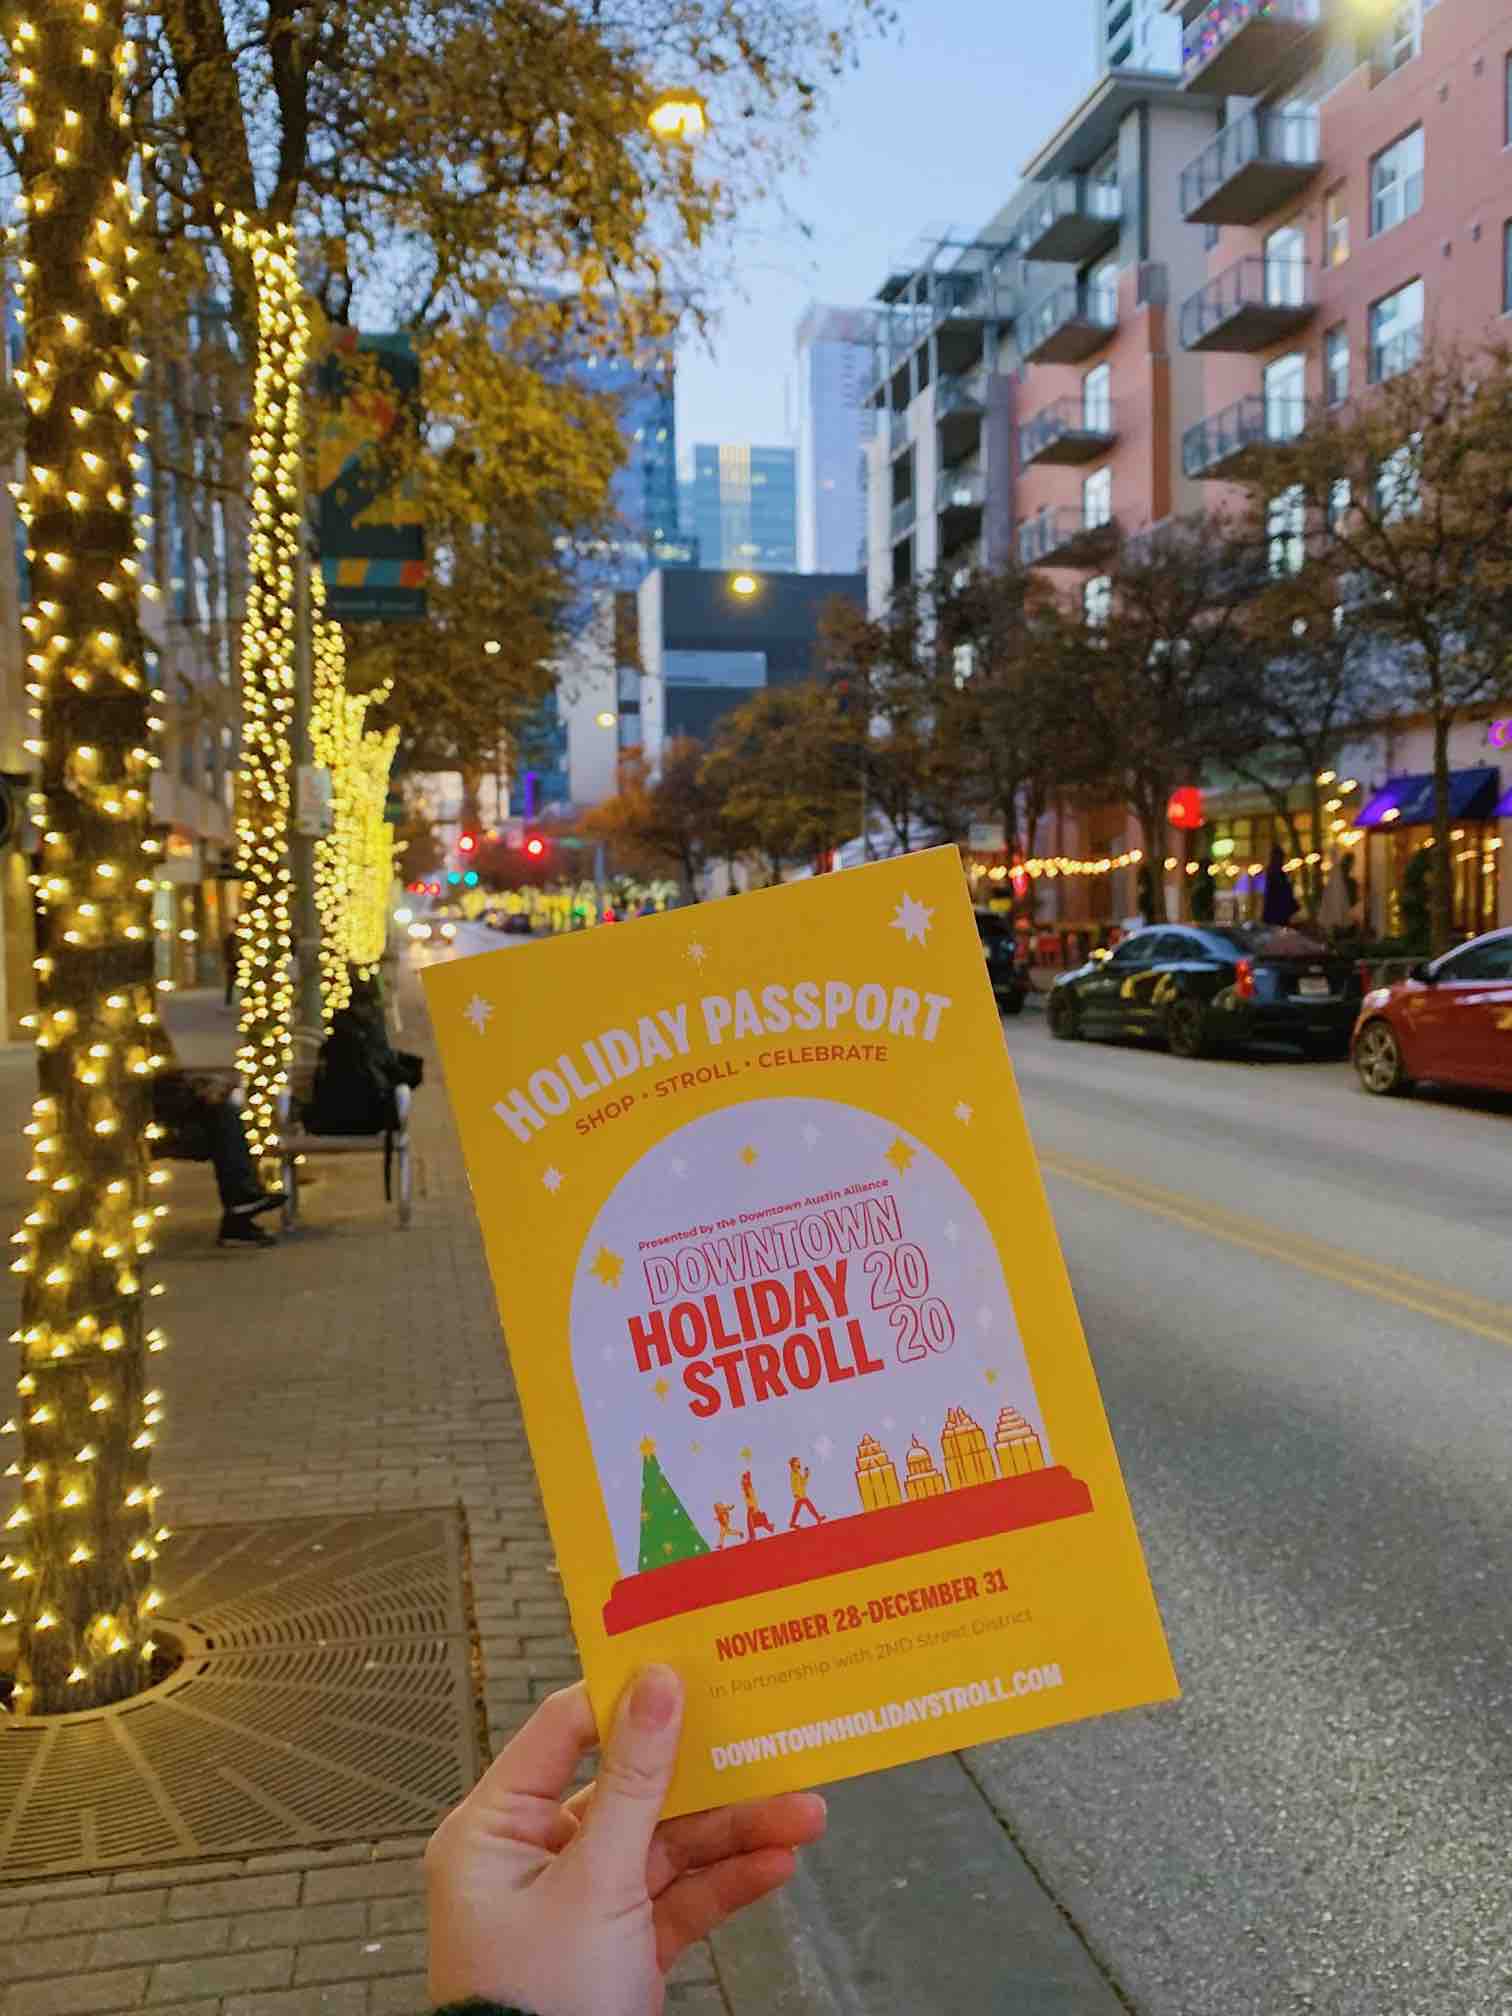 2
HOLIDAY PASSPORT
SHOP • STROLL • CELEBRATE
Presented by the Downtown Austin Alliance
DOWNTOWN
HOLIDAY 20
STROLL 20
NOVEMBER 28-DECEMBER 31
In Partnership with 2ND Street District
DOWNTOWNHOLIDAYSTROLL.COM